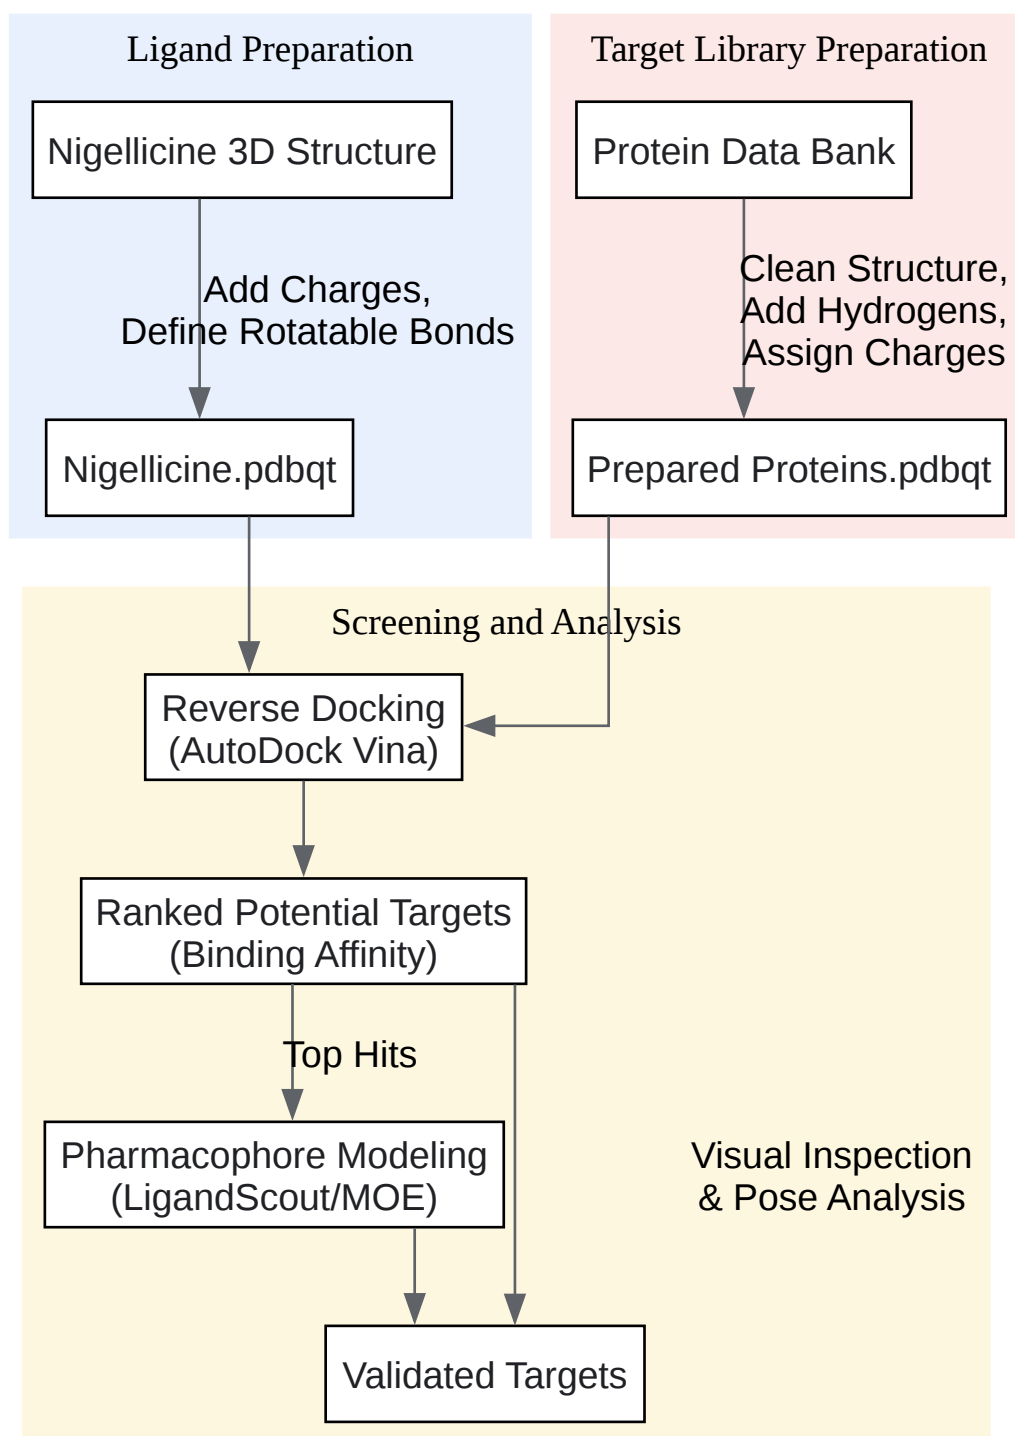 Ligand Preparation
Nigellicine 3D Structure
Add Charges,
Define Rotatable Bonds
Nigellicine.pdbqt
Target Library Preparation
Protein Data Bank
Clean Structure,
Add Hydrogens,
Assign Charges
Prepared Proteins.pdbqt
Screening and Analysis
Reverse Docking
(AutoDock Vina)
Ranked Potential Targets
(Binding Affinity)
Top Hits
Pharmacophore Modeling
(LigandScout/MOE)
Visual Inspection
& Pose Analysis
Validated Targets